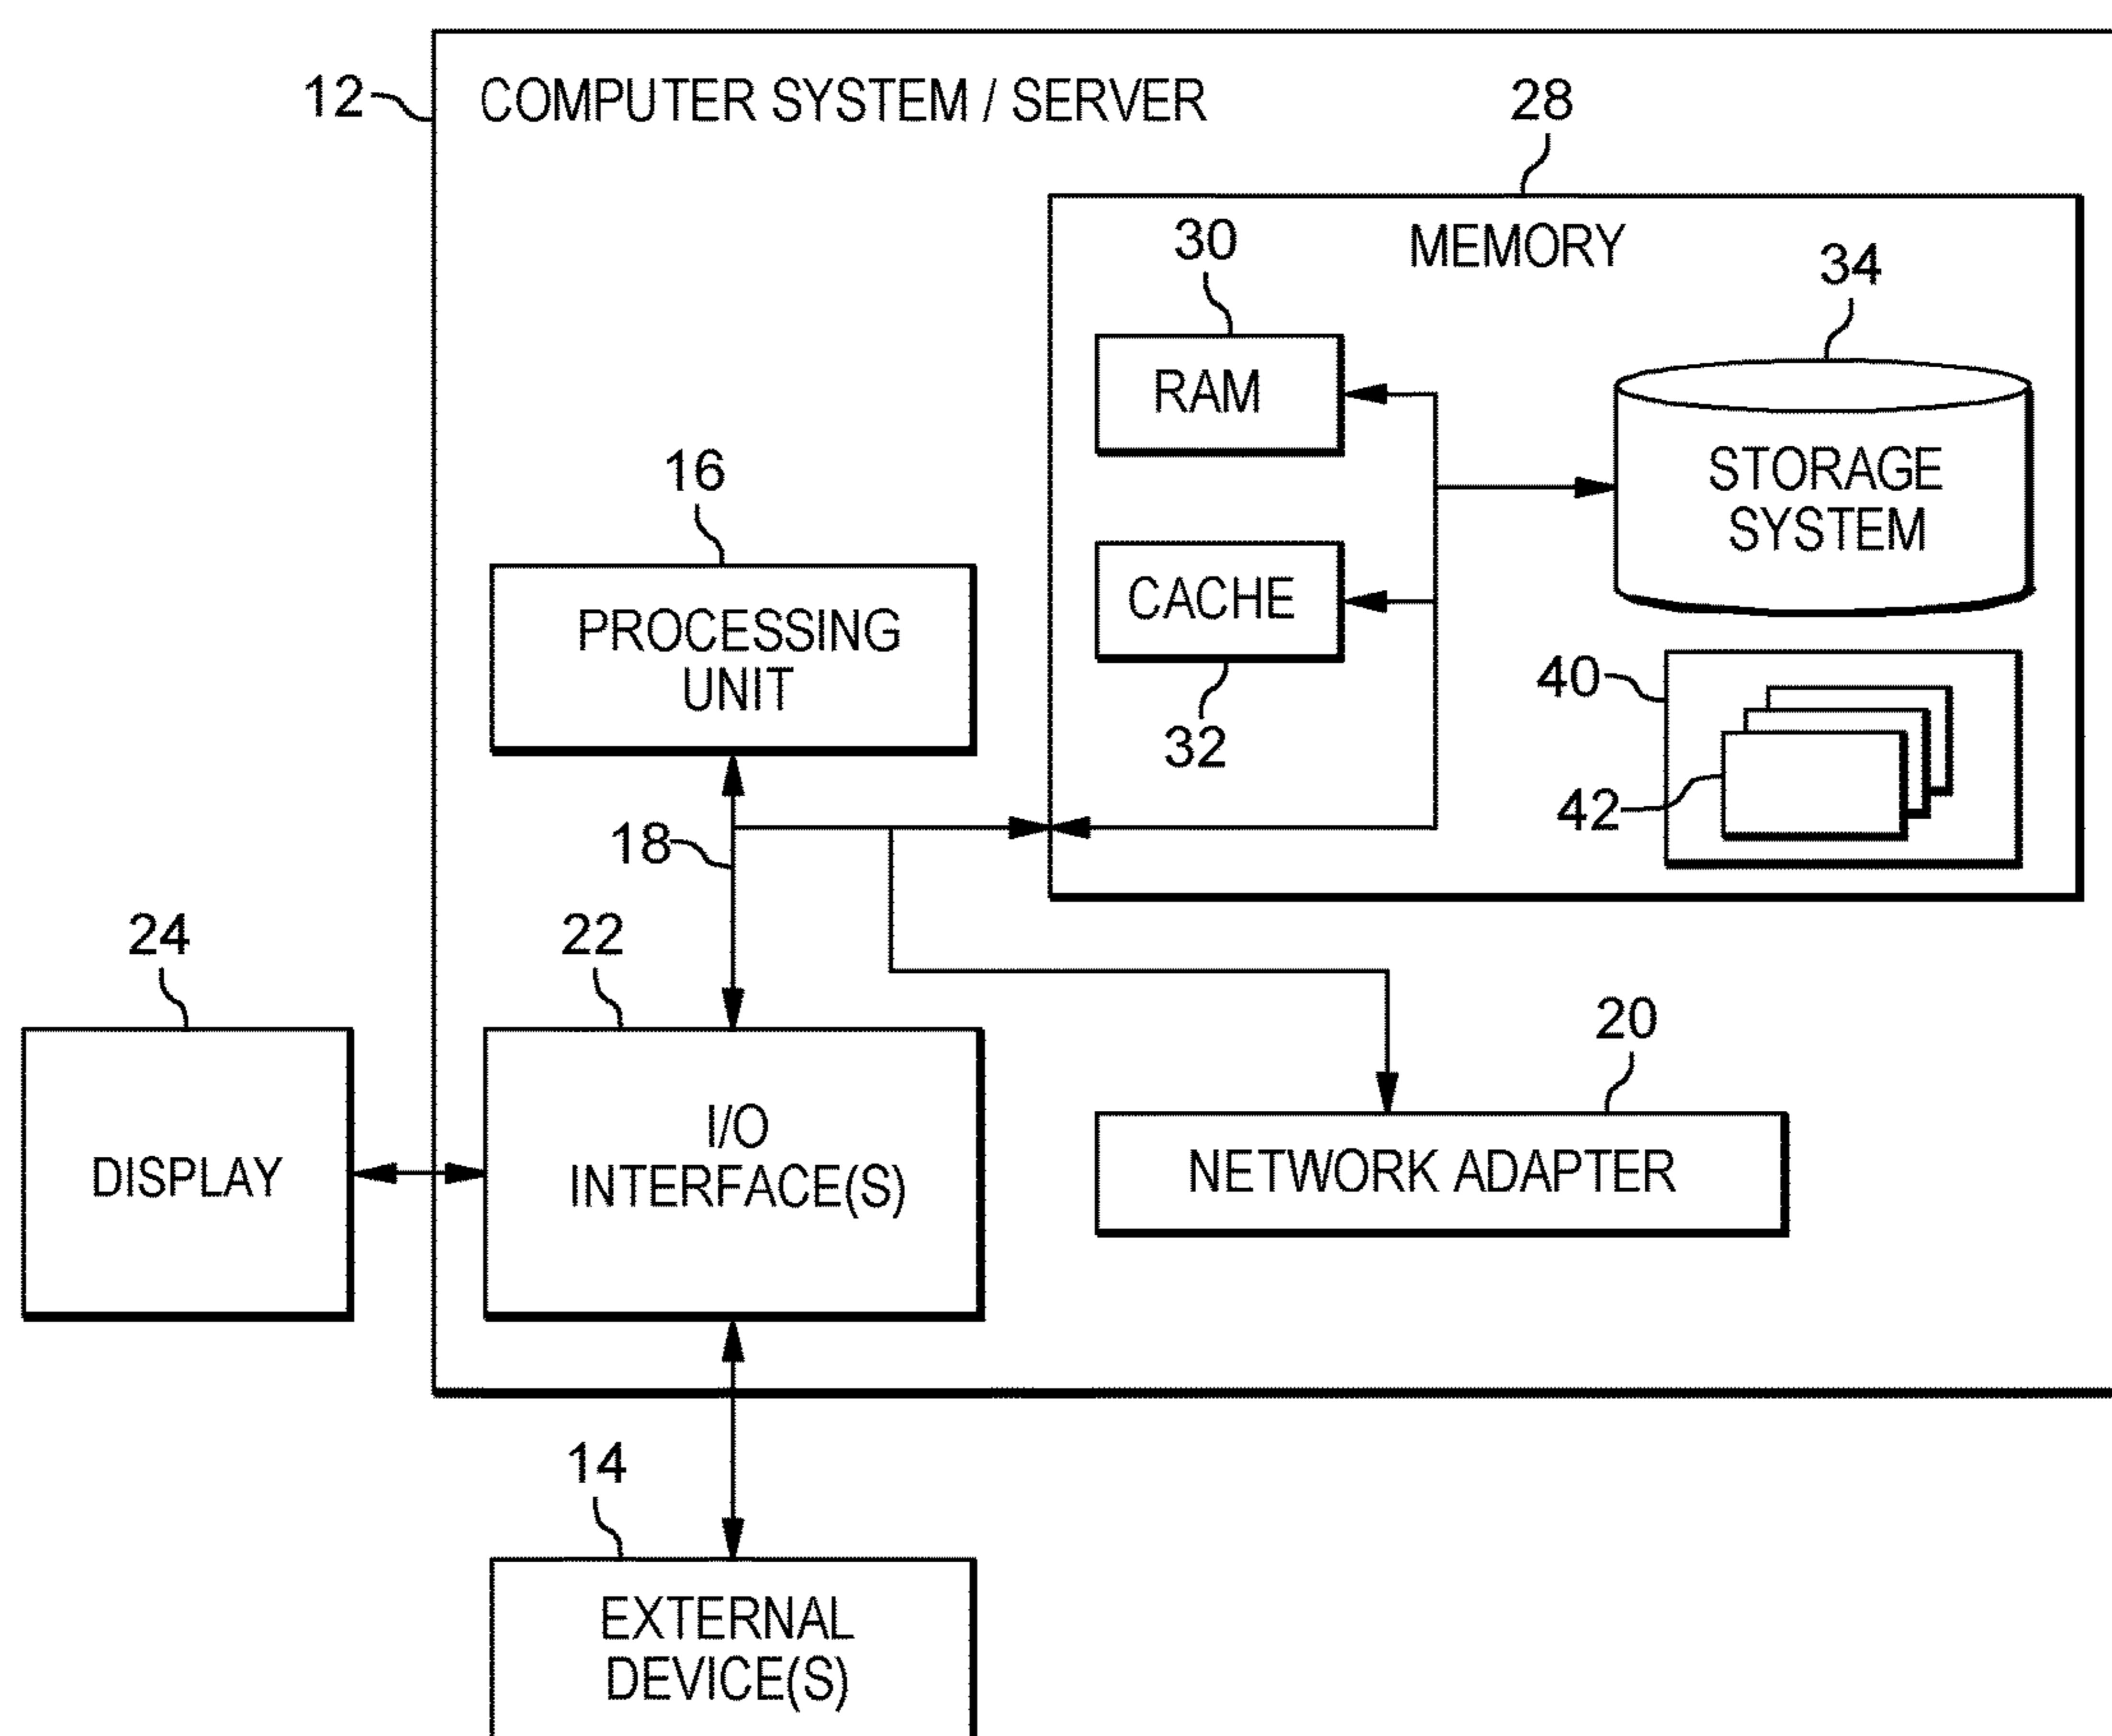 12
COMPUTER SYSTEM / SERVER
28
MEMORY
30
34
RAM
STORAGE
SYSTEM
16
PROCESSING
UNIT
CACHE
32
40
42
18
24
22
20
DISPLAY
I/O
INTERFACE(S)
NETWORK ADAPTER
14
EXTERNAL
DEVICE(S)